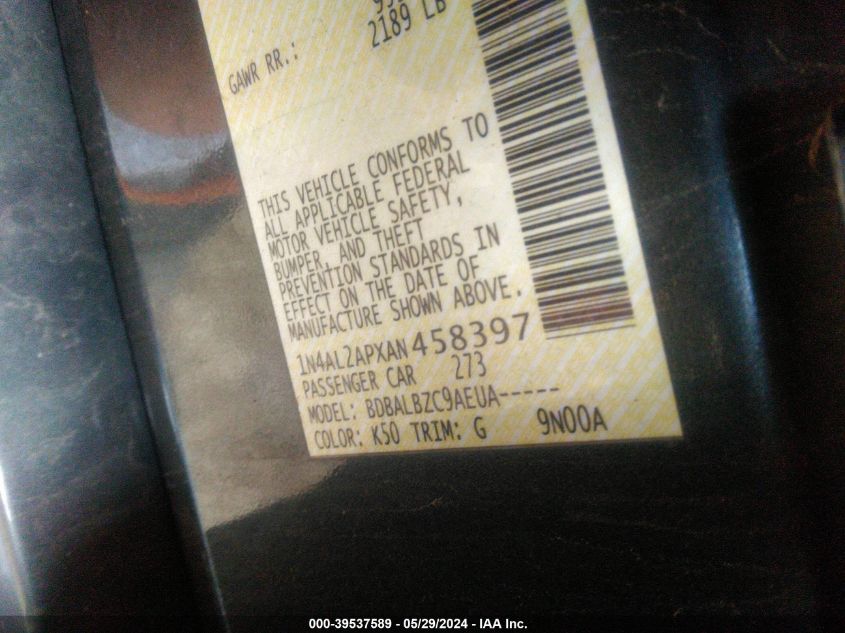 2189 LB
GAWR RR.:
THIS VEHICLE CONFORMS TO
ALL APPLICABLE FEDERAL
MOTOR VEHICLE SAFETY,
BUMPER, AND THEFT
PREVENTION STANDARDS IN
EFFECT ON THE DATE OF
MANUFACTURE SHOWN ABOVE.
1N4AL2APXAN458397
PASSENGER CAR 273
MODEL: BDBALBZC9AEUA-----
COLOR: K50 TRIM: G 9N00A
000-39537589 - 05/29/2024 - IAA Inc.